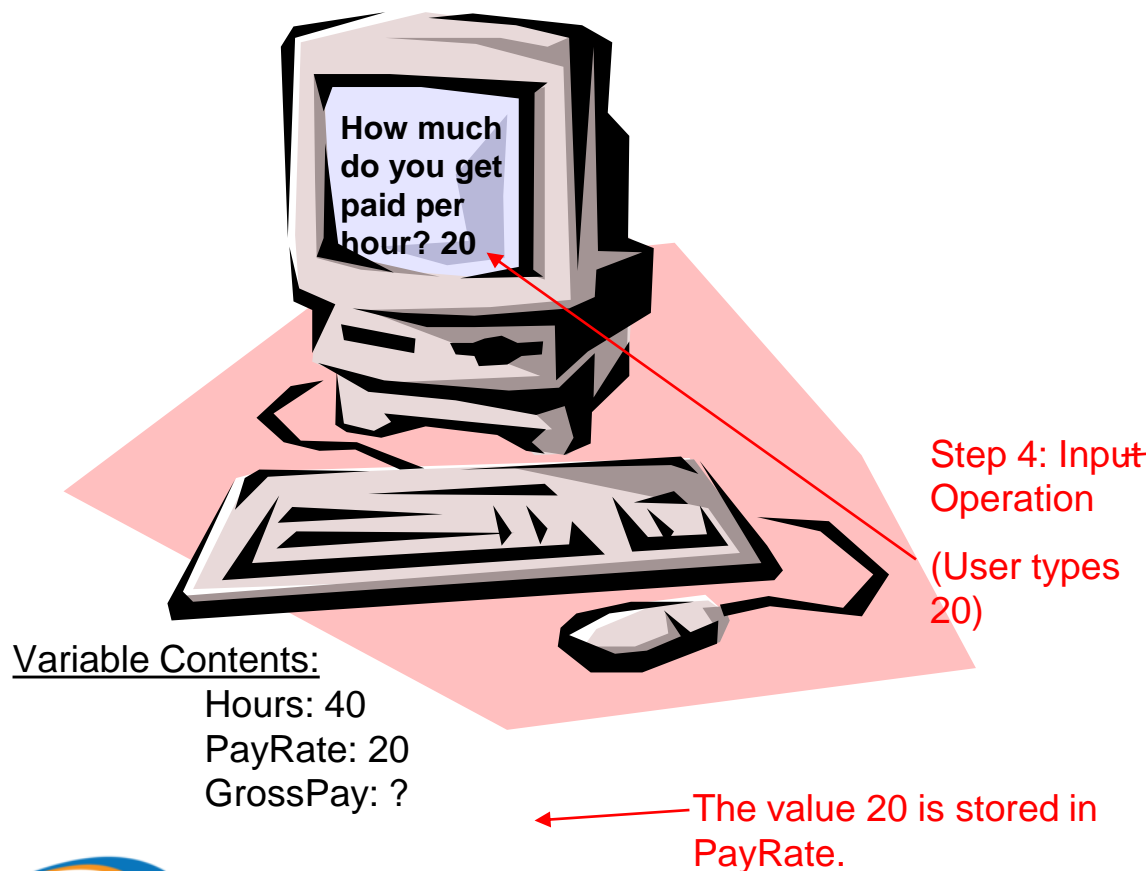 How much
do you get
paid per
hour? 20
Step 4: Input
Operation
(User types
20)
Variable Contents:
Hours: 40
PayRate: 20
GrossPay: ?
The value 20 is stored in
PayRate.